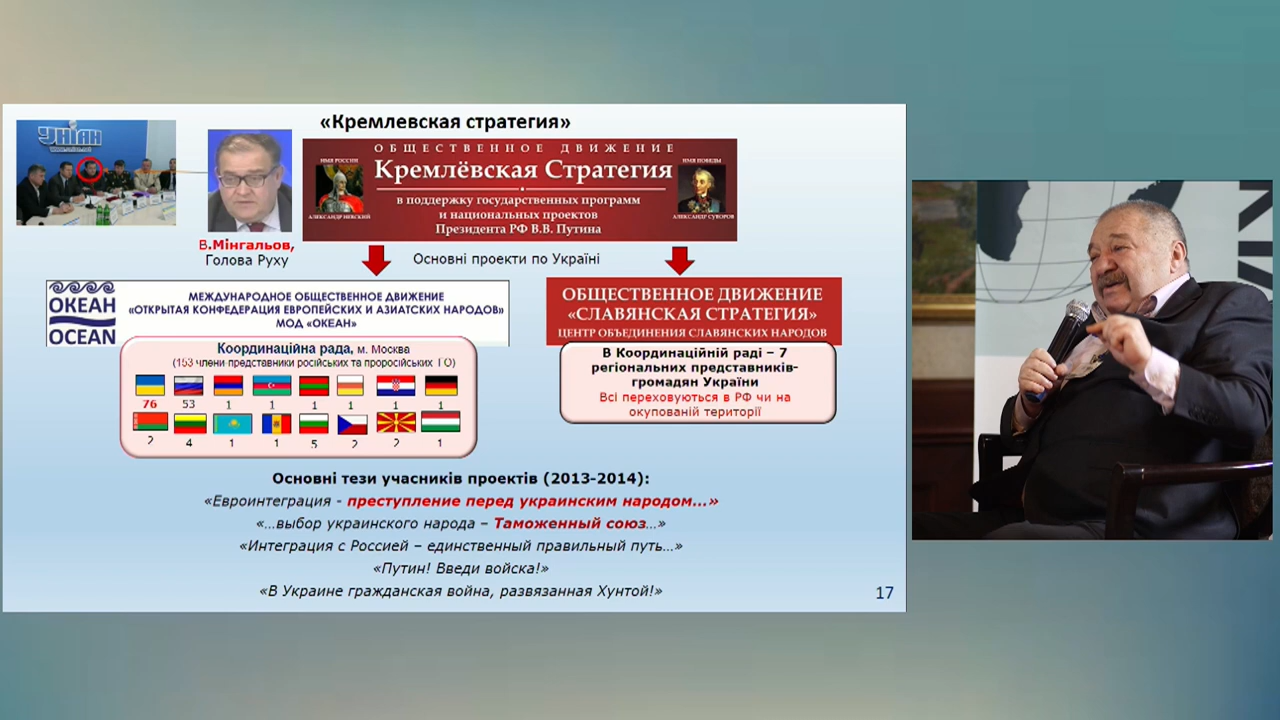 «Кремлевская стратегия»
УНІАН
www.unian.net
ОБЩЕСТВЕННОЕ ДВИЖЕНИЕ
ИМЯ РОССИИ
ИМЯ ПОБЕДЫ
Кремлёвская Стратегия
в поддержку государственных программ
и национальных проектов
Президента РФ В.В. Путина
АЛЕКСАНДР НЕВСКИЙ
АЛЕКСАНДР СУВОРОВ
В.Мінгальов,
Голова Руху
Основні проекти по Україні
ОКЕАН
OCEAN
МЕЖДУНАРОДНОЕ ОБЩЕСТВЕННОЕ ДВИЖЕНИЕ
«ОТКРЫТАЯ КОНФЕДЕРАЦИЯ ЕВРОПЕЙСКИХ И АЗИАТСКИХ НАРОДОВ»
МОД «ОКЕАН»
ОБЩЕСТВЕННОЕ ДВИЖЕНИЕ
«СЛАВЯНСКАЯ СТРАТЕГИЯ»
ЦЕНТР ОБЪЕДИНЕНИЯ СЛАВЯНСКИХ НАРОДОВ
Координаційна рада, м. Москва
(153 члени-представники російських та проросійських ГО)
76 53 1 1 1 1 1 1
2 4 1 1 5 2 2 1
В Координаційній раді – 7
регіональних представників-
громадян України
Всі переховуються в РФ чи на
окупованій території
Основні тези учасників проектів (2013-2014):
«Евроинтеграция - преступление перед украинским народом...»
«…выбор украинского народа – Таможенный союз…»
«Интеграция с Россией – единственный правильный путь…»
«Путин! Введи войска!»
«В Украине гражданская война, развязанная Хунтой!»
17